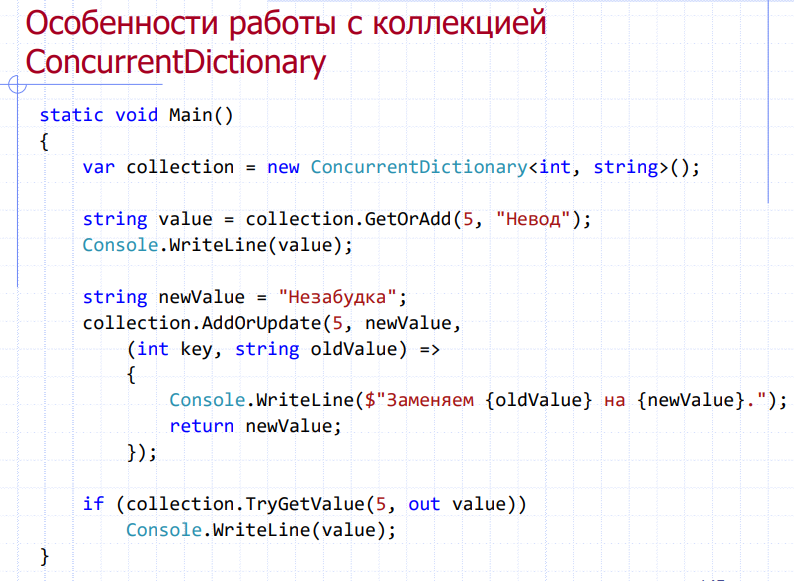 Особенности работы с коллекцией
ConcurrentDictionary
static void Main()
{
    var collection = new ConcurrentDictionary<int, string>();
    string value = collection.GetOrAdd(5, "Невод");
    Console.WriteLine(value);
    string newValue = "Незабудка";
    collection.AddOrUpdate(5, newValue,
        (int key, string oldValue) =>
        {
            Console.WriteLine($"Заменяем {oldValue} на {newValue}.");
            return newValue;
        });
    if (collection.TryGetValue(5, out value))
        Console.WriteLine(value);
}